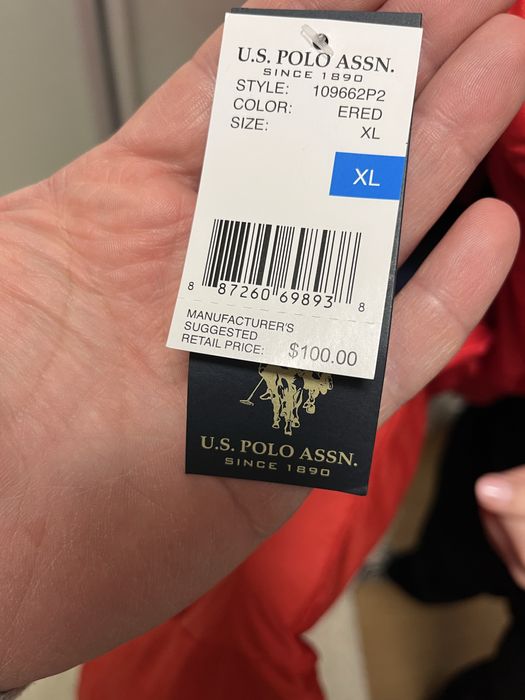 U.S. POLO ASSN.
SINCE 1890
STYLE: 109662P2
COLOR: ERED
SIZE: XL
XL
8 87260 69893 8
MANUFACTURER'S
SUGGESTED
RETAIL PRICE: $100.00
U.S. POLO ASSN.
SINCE 1890